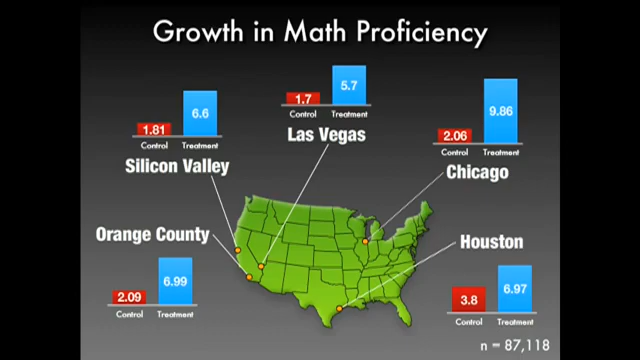 Growth in Math Proficiency
1.81
6.6
Control
Treatment
Silicon Valley
1.7
5.7
Control
Treatment
Las Vegas
2.06
9.86
Control
Treatment
Chicago
Orange County
2.09
6.99
Control
Treatment
Houston
3.8
6.97
Control
Treatment
n = 87,118